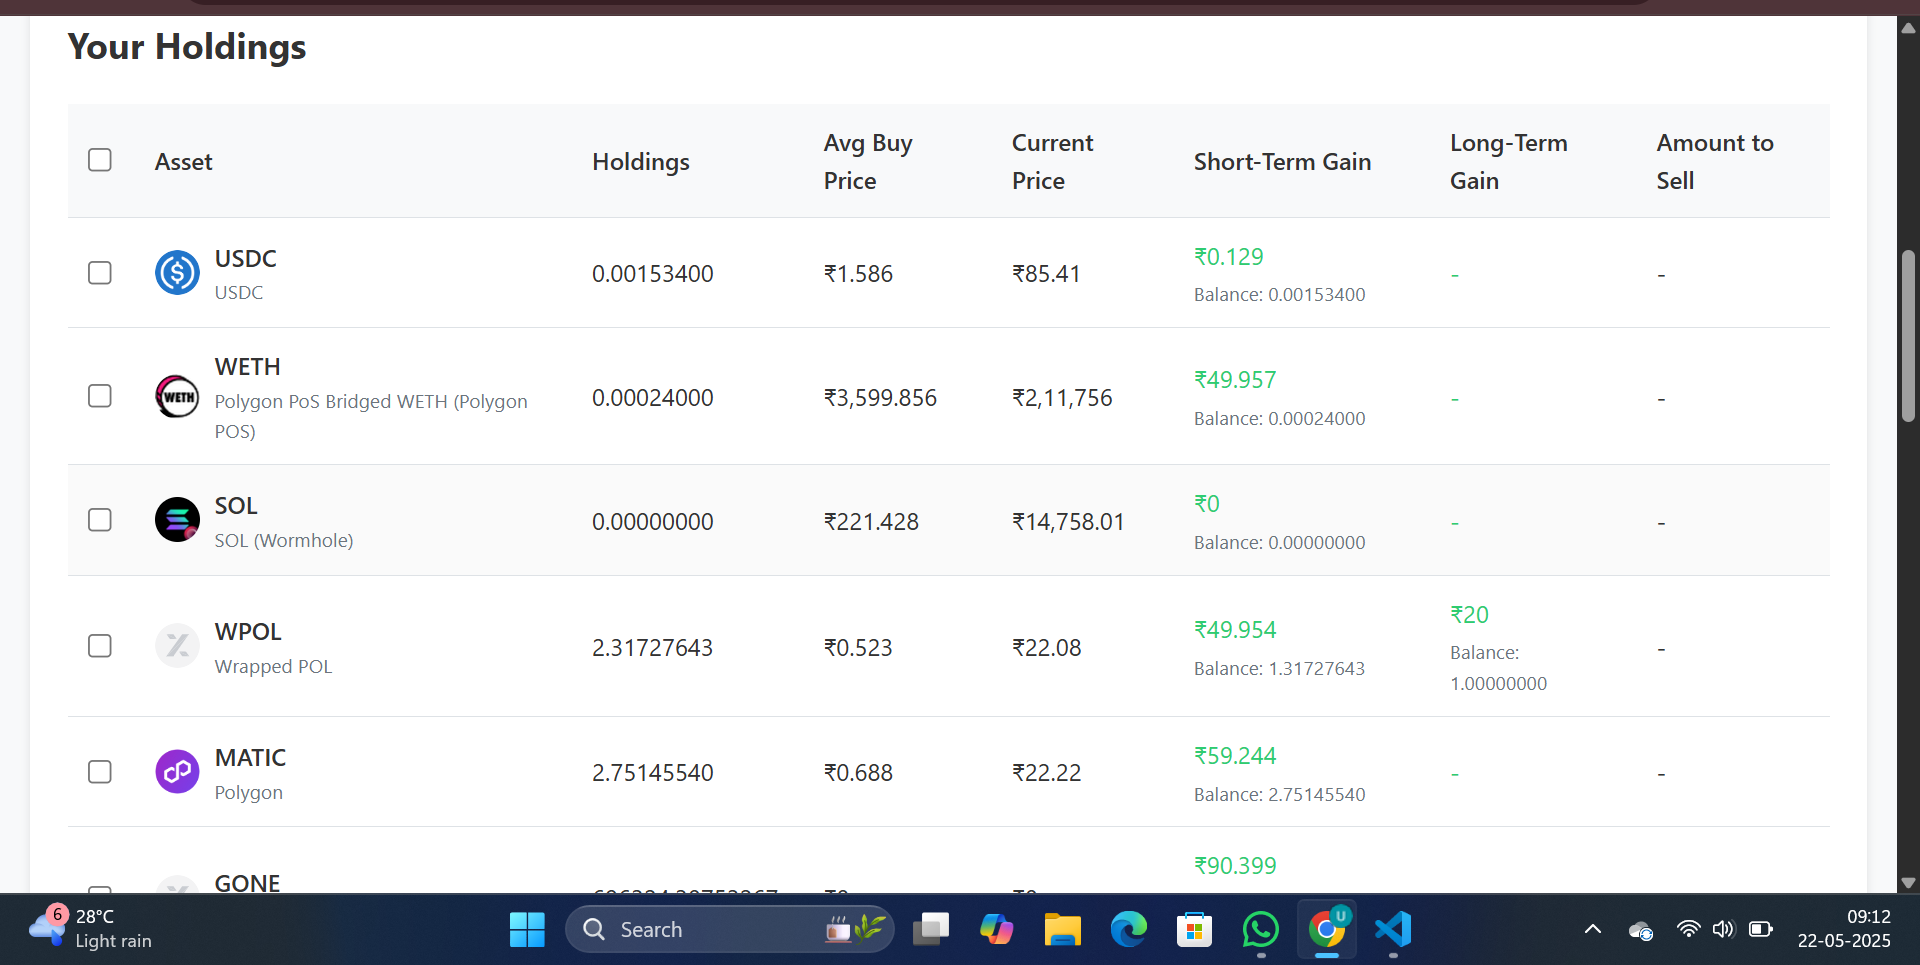 Your Holdings
Asset
Holdings
Avg Buy
Price
Current
Price
Short-Term Gain
Long-Term
Gain
Amount to
Sell
USDC
USDC
0.00153400
₹1.586
₹85.41
₹0.129
Balance: 0.00153400
-
-
WETH
WETH
Polygon PoS Bridged WETH (Polygon
POS)
0.00024000
₹3,599.856
₹2,11,756
₹49.957
Balance: 0.00024000
-
-
SOL
SOL (Wormhole)
0.00000000
₹221.428
₹14,758.01
₹0
Balance: 0.00000000
-
-
WPOL
Wrapped POL
2.31727643
₹0.523
₹22.08
₹49.954
Balance: 1.31727643
₹20
Balance:
1.00000000
-
MATIC
Polygon
2.75145540
₹0.688
₹22.22
₹59.244
Balance: 2.75145540
-
-
GONE
₹90.399
6
28°C
Light rain
Search
U
09:12
22-05-2025